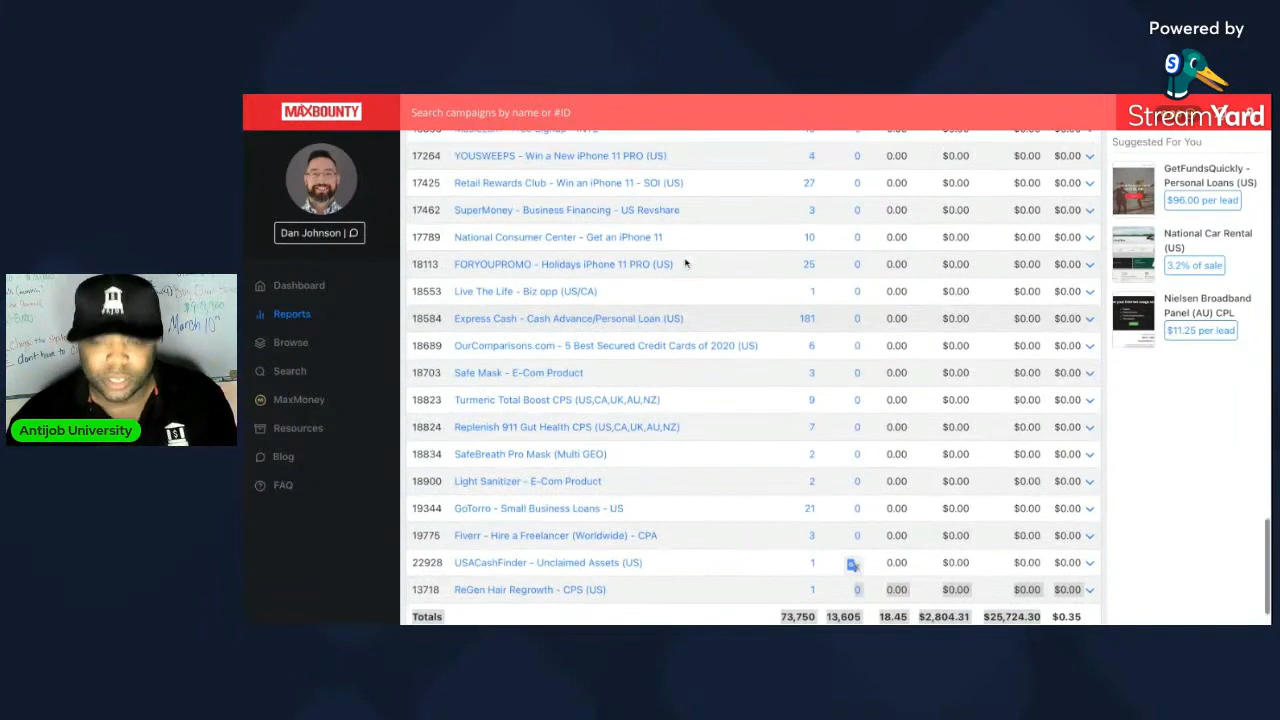 Powered by
S
StreamYard
MAXBOUNTY
Search campaigns by name or #ID
Dan Johnson |
Dashboard
Reports
Browse
Search
MaxMoney
Resources
Blog
FAQ
17264 YOUSWEEPS - Win a New iPhone 11 PRO (US) 4 0 0.00 $0.00 $0.00 $0.00
17425 Retail Rewards Club - Win an iPhone 11 - SOI (US) 27 0 0.00 $0.00 $0.00 $0.00
17462 SuperMoney - Business Financing - US Revshare 3 0 0.00 $0.00 $0.00 $0.00
17789 National Consumer Center - Get an iPhone 11 10 0 0.00 $0.00 $0.00 $0.00
18113 FORYOUPROMO - Holidays iPhone 11 PRO (US) 25 0 0.00 $0.00 $0.00 $0.00
18553 Live The Life - Biz opp (US/CA) 1 0 0.00 $0.00 $0.00 $0.00
18584 Express Cash - Cash Advance/Personal Loan (US) 181 0 0.00 $0.00 $0.00 $0.00
18689 OurComparisons.com - 5 Best Secured Credit Cards of 2020 (US) 6 0 0.00 $0.00 $0.00 $0.00
18703 Safe Mask - E-Com Product 3 0 0.00 $0.00 $0.00 $0.00
18823 Turmeric Total Boost CPS (US,CA,UK,AU,NZ) 9 0 0.00 $0.00 $0.00 $0.00
18824 Replenish 911 Gut Health CPS (US,CA,UK,AU,NZ) 7 0 0.00 $0.00 $0.00 $0.00
18834 SafeBreath Pro Mask (Multi GEO) 2 0 0.00 $0.00 $0.00 $0.00
18900 Light Sanitizer - E-Com Product 2 0 0.00 $0.00 $0.00 $0.00
19344 GoTorro - Small Business Loans - US 21 0 0.00 $0.00 $0.00 $0.00
19775 Fiverr - Hire a Freelancer (Worldwide) - CPA 3 0 0.00 $0.00 $0.00 $0.00
22928 USACashFinder - Unclaimed Assets (US) 1 0.00 $0.00 $0.00 $0.00
13718 ReGen Hair Regrowth - CPS (US) 1 0 0.00 $0.00 $0.00 $0.00
Totals 73,750 13,605 18.45 $2,804.31 $25,724.30 $0.35
Suggested For You
GetFundsQuickly -
Personal Loans (US)
$96.00 per lead
National Car Rental
(US)
3.2% of sale
Nielsen Broadband
Panel (AU) CPL
$11.25 per lead
March 10th
dont have to
Antijob University